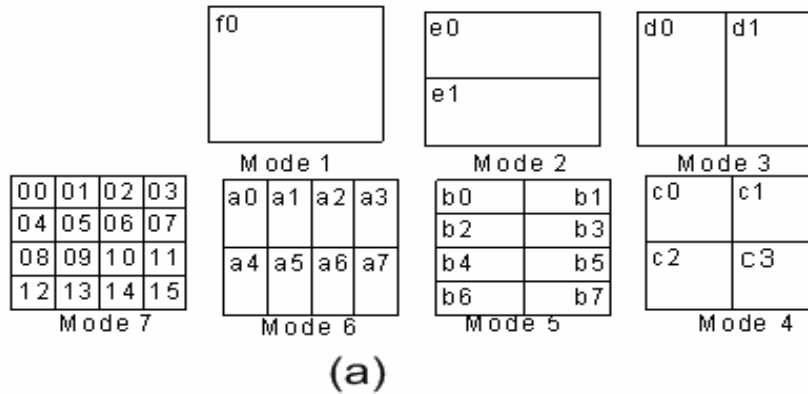 f0
e0
e1
d0 d1
Mode 1 Mode 2 Mode 3
00 01 02 03
04 05 06 07
08 09 10 11
12 13 14 15
Mode 7
a0 a1 a2 a3
a4 a5 a6 a7
Mode 6
b0 b1
b2 b3
b4 b5
b6 b7
Mode 5
c0 c1
c2 c3
Mode 4
(a)